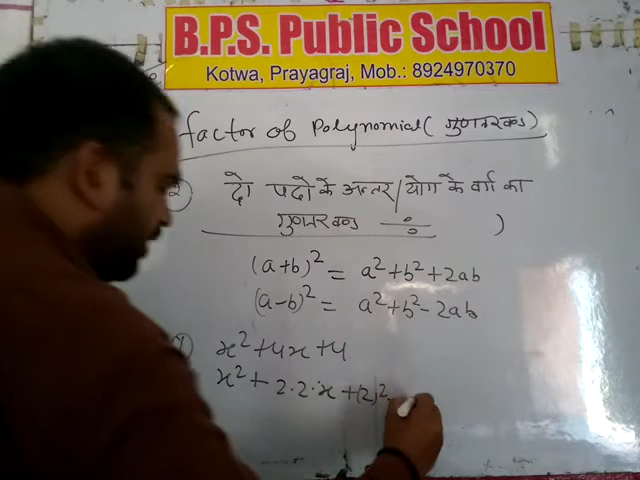 B.P.S. Public School
Kotwa, Prayagraj, Mob.: 8924970370
factor of Polynomial ( गुणनखण्ड )
② दो पदो के अन्तर/योग के वर्ग का
गुणनखण्ड ÷ )
(a+b)² = a²+b²+2ab
(a-b)² = a²+b²-2ab
x²+4x+4
x²+ 2·2·x +(2)²